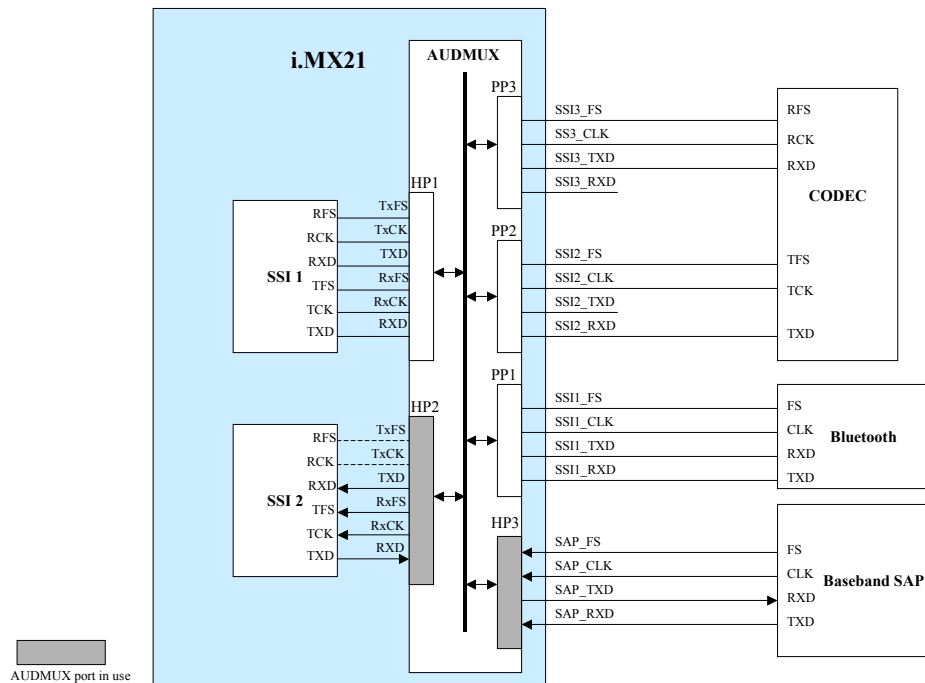 i.MX21
AUDMUX
PP3
SSI3_FS
RFS
SS3_CLK
RCK
SSI3_TXD
RXD
SSI3_RXD
CODEC
HP1
RFS
TxFS
RCK
TxCK
RXD
TXD
SSI 1
TFS
RxFS
TCK
RxCK
TXD
RXD
PP2
SSI2_FS
TFS
SSI2_CLK
TCK
SSI2_TXD
SSI2_RXD
TXD
PP1
SSI1_FS
FS
SSI1_CLK
CLK
Bluetooth
SSI1_TXD
RXD
SSI1_RXD
TXD
HP2
RFS
TxFS
RCK
TxCK
RXD
TXD
SSI 2
TFS
RxFS
TCK
RxCK
TXD
RXD
HP3
SAP_FS
FS
SAP_CLK
CLK
Baseband SAP
SAP_TXD
RXD
SAP_RXD
TXD
AUDMUX port in use